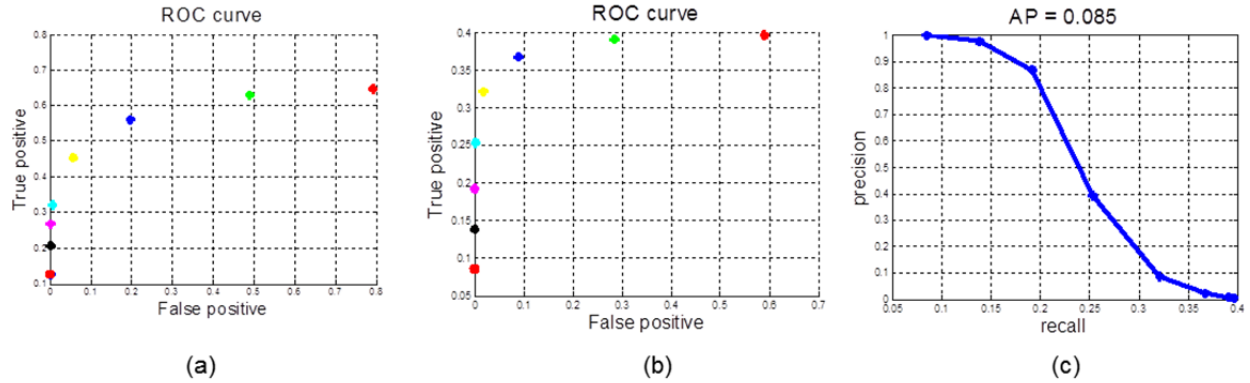 ROC curve
0.8
0.7
0.6
0.5
0.4
0.3
0.2
0.1
True positive
0 0.1 0.2 0.3 0.4 0.5 0.6 0.7 0.8
False positive
(a)
ROC curve
0.4
0.35
0.3
0.25
0.2
0.15
0.1
0.05
True positive
0 0.1 0.2 0.3 0.4 0.5 0.6 0.7
False positive
(b)
AP = 0.085
1
0.9
0.8
0.7
0.6
0.5
0.4
0.3
0.2
0.1
0
precision
0.05 0.1 0.15 0.2 0.25 0.3 0.35 0.4
recall
(c)